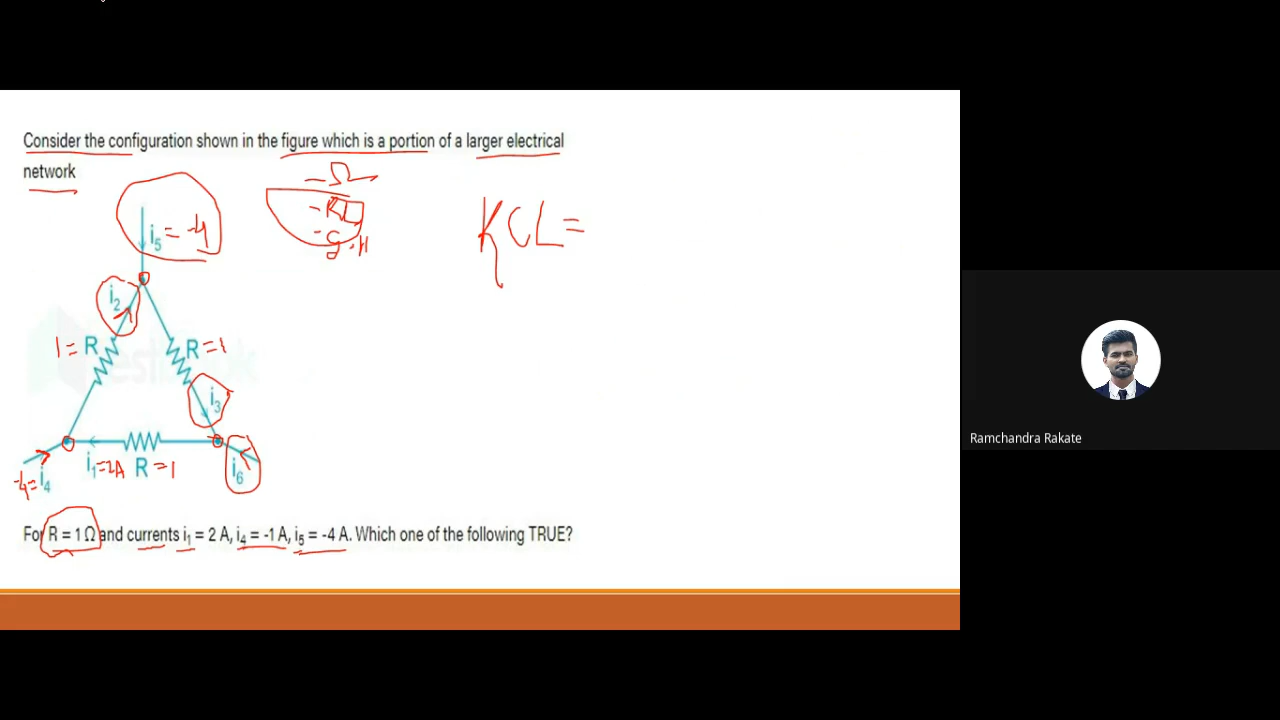 Consider the configuration shown in the figure which is a portion of a larger electrical
network
-Ω
i5 = -4
KCL=
i2
1 = R
R = 1
i3
-4 = i4
i1 = 2A
R = 1
i6
Ramchandra Rakate
For R = 1 Ω and currents i1 = 2 A, i4 = -1 A, i5 = -4 A. Which one of the following TRUE?